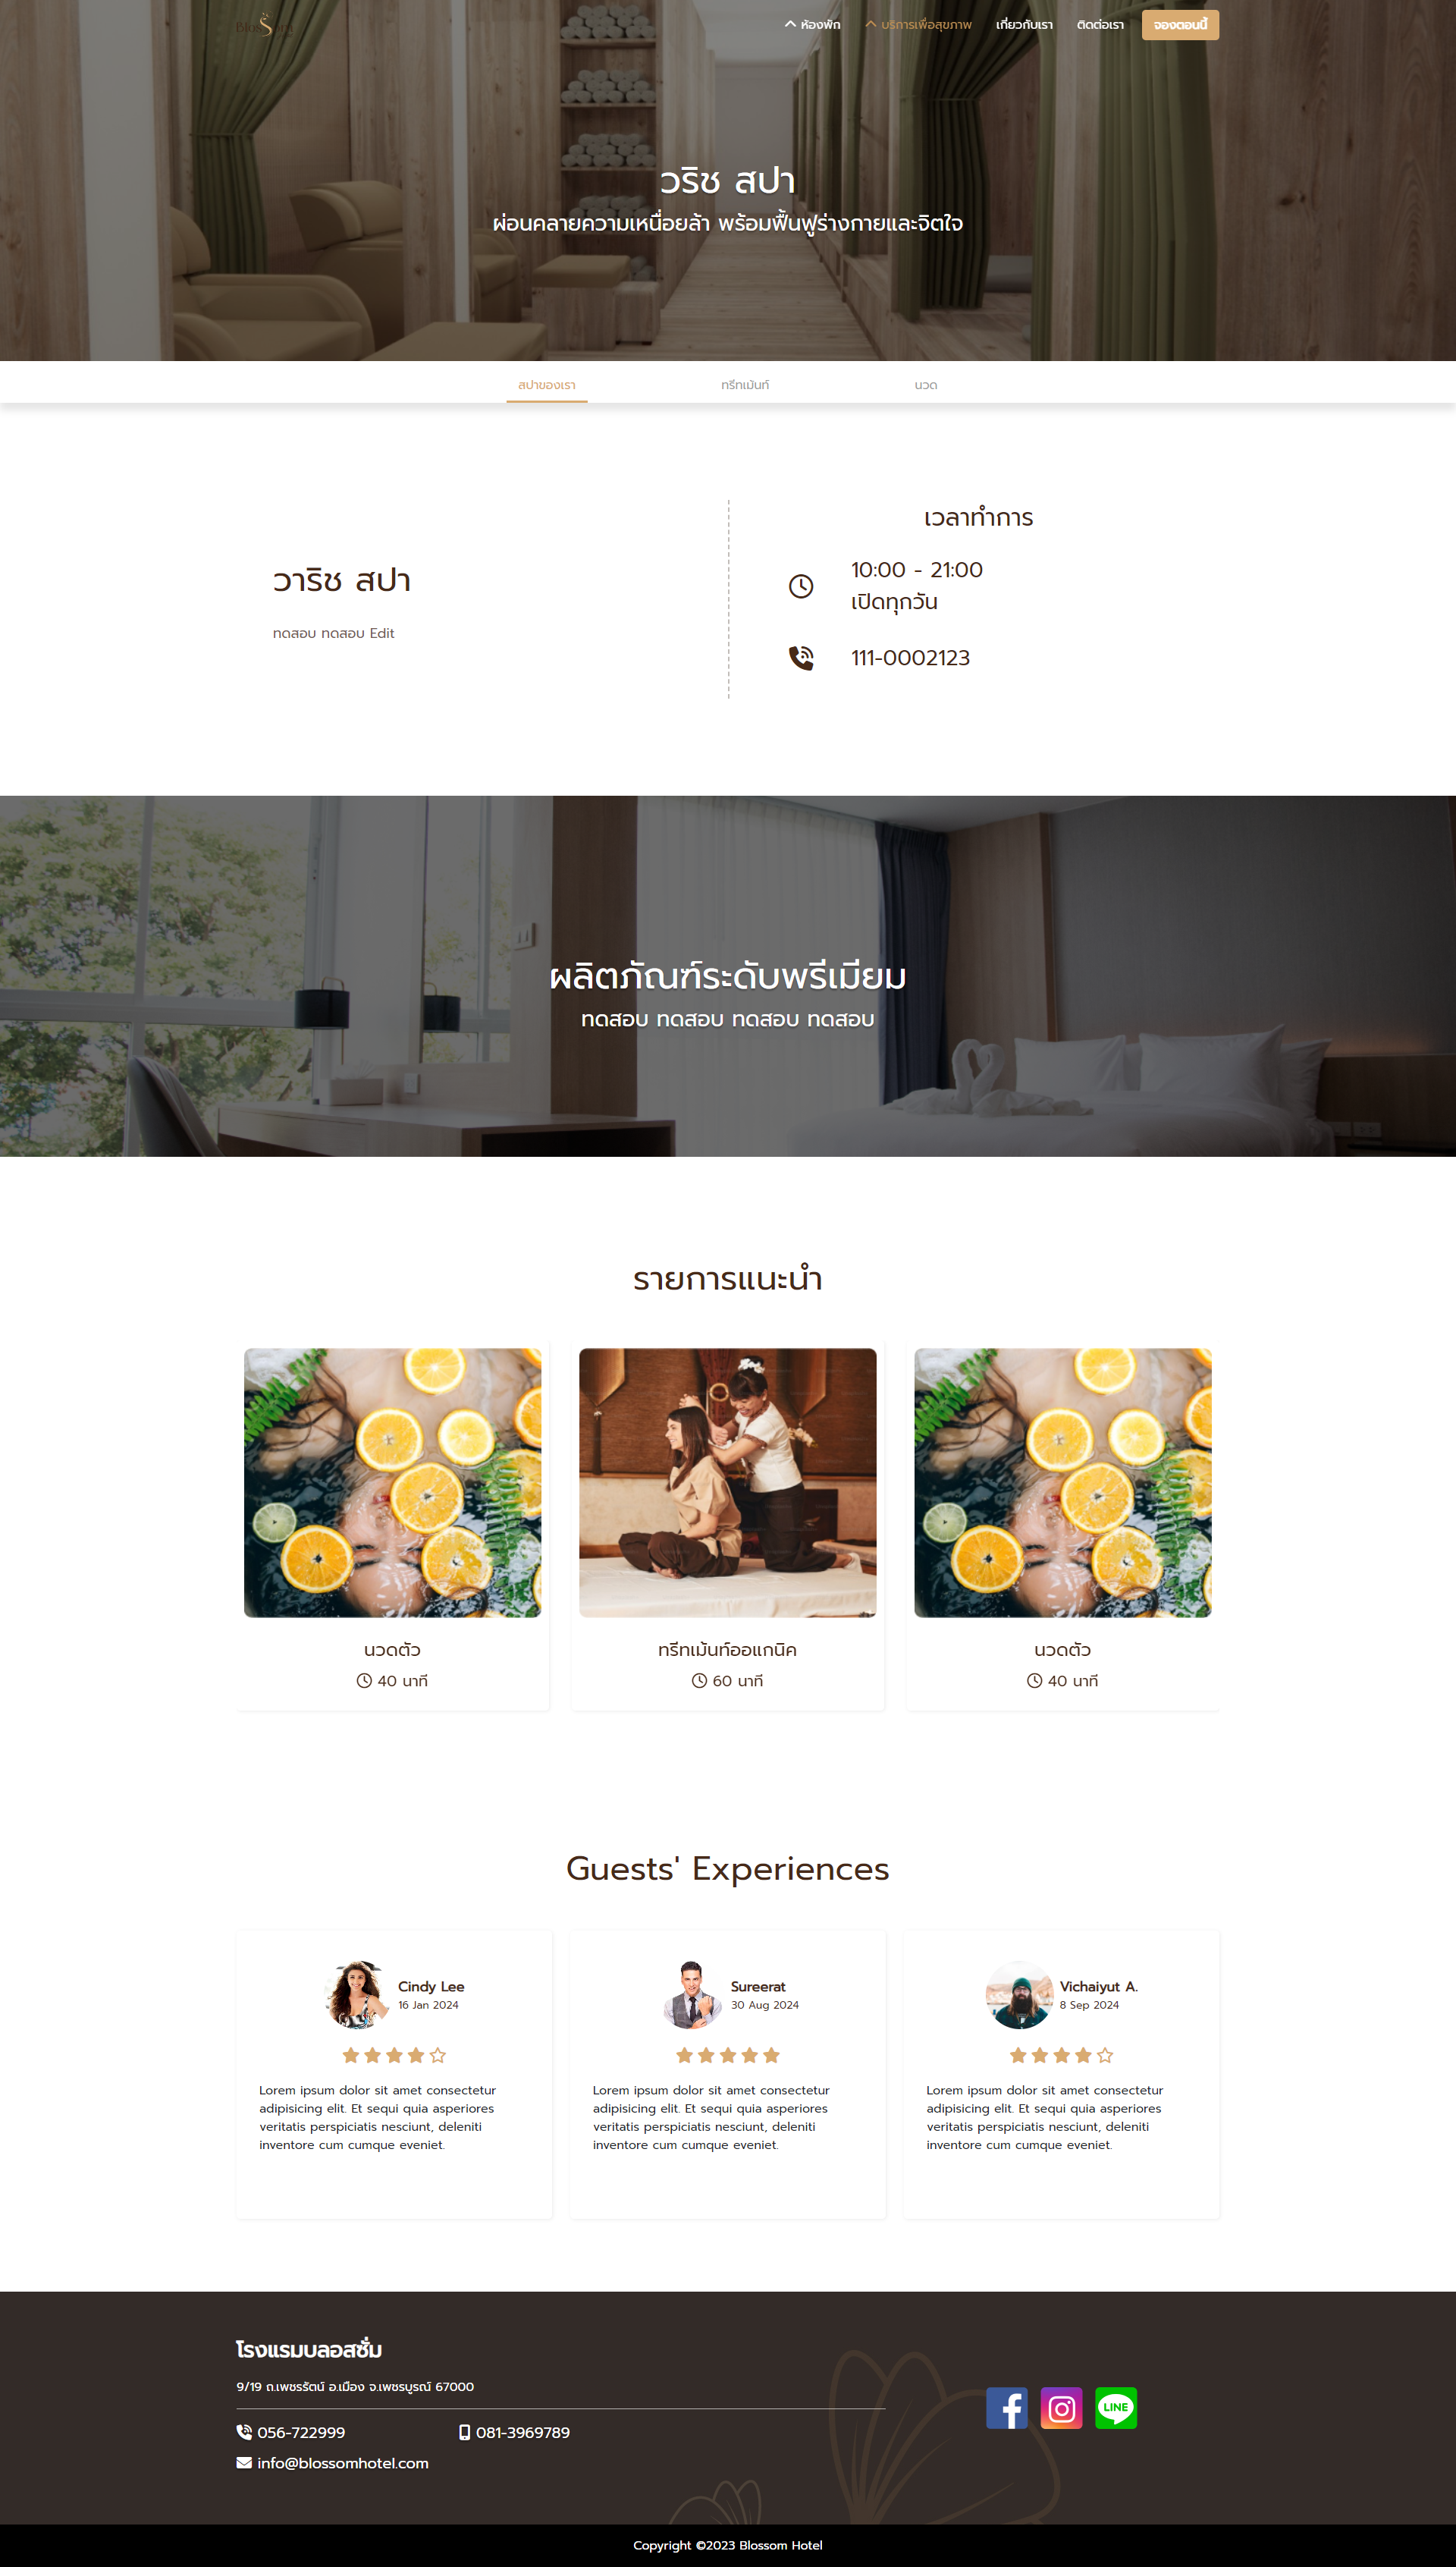 Blossom
ห้องพัก
บริการเพื่อสุขภาพ
เกี่ยวกับเรา
ติดต่อเรา
จองตอนนี้
วริช สปา
ผ่อนคลายความเหนื่อยล้า พร้อมฟื้นฟูร่างกายและจิตใจ
สปาของเรา
ทรีทเม้นท์
นวด
วาริช สปา
ทดสอบ ทดสอบ Edit
เวลาทำการ
10:00 - 21:00
เปิดทุกวัน
111-0002123
ผลิตภัณฑ์ระดับพรีเมียม
ทดสอบ ทดสอบ ทดสอบ ทดสอบ
รายการแนะนำ
นวดตัว
40 นาที
ทรีทเม้นท์ออแกนิค
60 นาที
นวดตัว
40 นาที
Guests' Experiences
Cindy Lee
16 Jan 2024
Lorem ipsum dolor sit amet consectetur
adipisicing elit. Et sequi quia asperiores
veritatis perspiciatis nesciunt, deleniti
inventore cum cumque eveniet.
Sureerat
30 Aug 2024
Lorem ipsum dolor sit amet consectetur
adipisicing elit. Et sequi quia asperiores
veritatis perspiciatis nesciunt, deleniti
inventore cum cumque eveniet.
Vichaiyut A.
8 Sep 2024
Lorem ipsum dolor sit amet consectetur
adipisicing elit. Et sequi quia asperiores
veritatis perspiciatis nesciunt, deleniti
inventore cum cumque eveniet.
โรงแรมบลอสซั่ม
9/19 ถ.เพชรรัตน์ อ.เมือง จ.เพชรบูรณ์ 67000
056-722999
081-3969789
info@blossomhotel.com
LINE
Copyright ©2023 Blossom Hotel